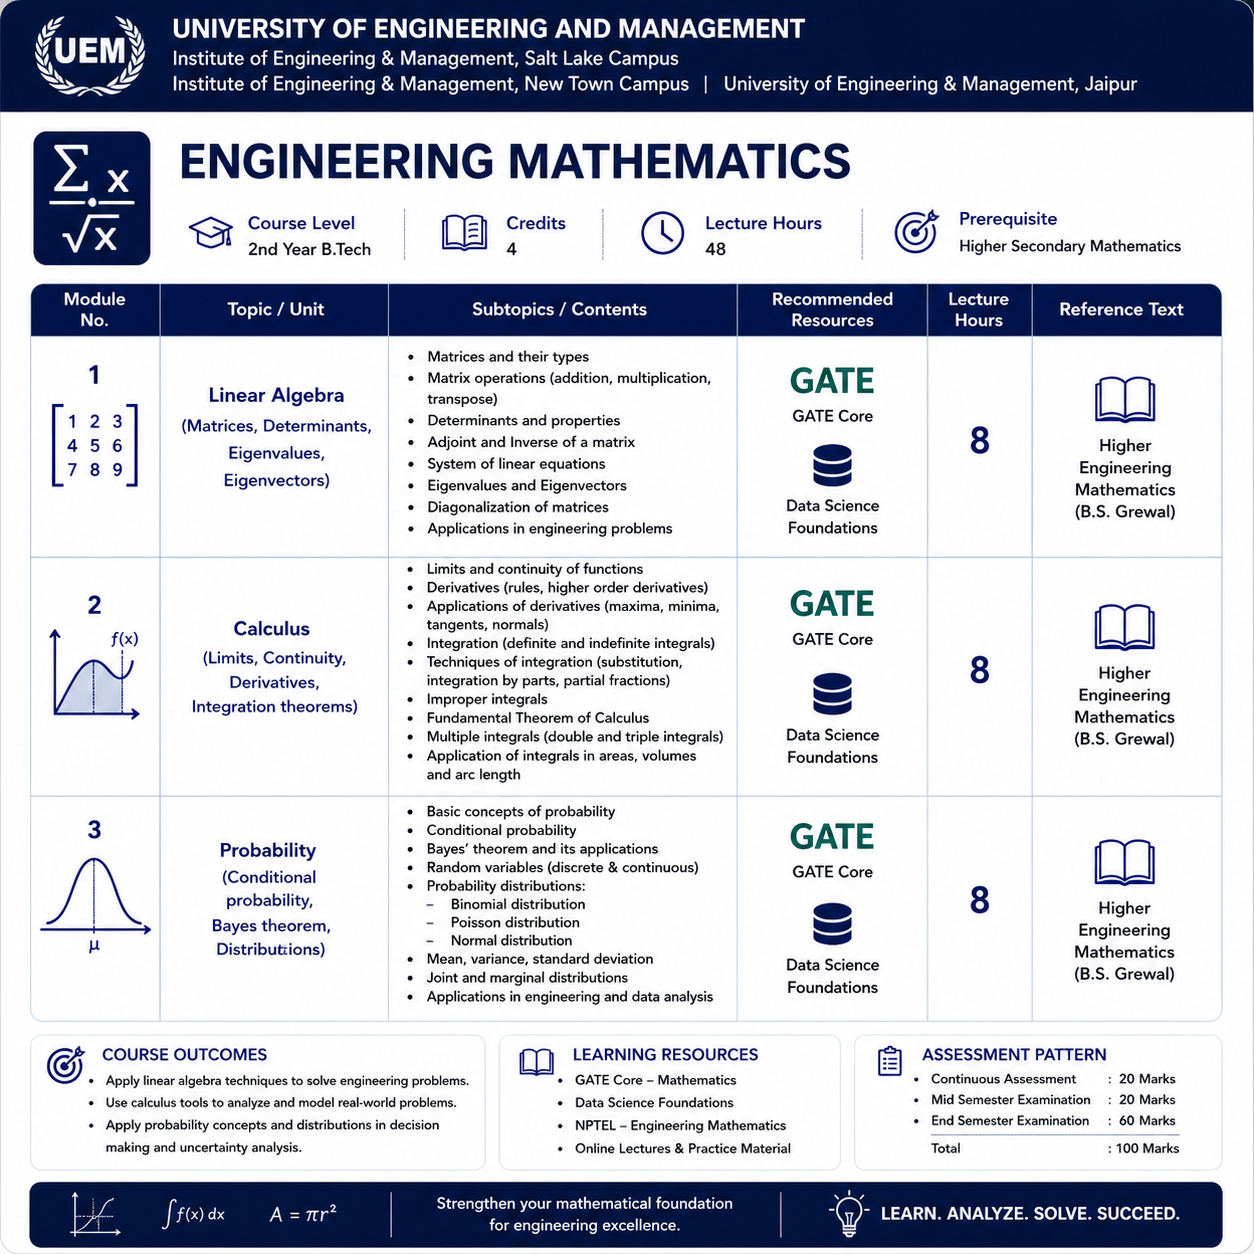 UEM
UNIVERSITY OF ENGINEERING AND MANAGEMENT
Institute of Engineering & Management, Salt Lake Campus
Institute of Engineering & Management, New Town Campus | University of Engineering & Management, Jaipur
Σ x
√x
ENGINEERING MATHEMATICS
Course Level
2nd Year B.Tech
Credits
4
Lecture Hours
48
Prerequisite
Higher Secondary Mathematics
Module
No.
Topic / Unit
Subtopics / Contents
Recommended
Resources
Lecture
Hours
Reference Text
1
1 2 3
4 5 6
7 8 9
Linear Algebra
(Matrices, Determinants,
Eigenvalues,
Eigenvectors)
• Matrices and their types
• Matrix operations (addition, multiplication,
transpose)
• Determinants and properties
• Adjoint and Inverse of a matrix
• System of linear equations
• Eigenvalues and Eigenvectors
• Diagonalization of matrices
• Applications in engineering problems
GATE
GATE Core
Data Science
Foundations
8
Higher
Engineering
Mathematics
(B.S. Grewal)
2
f(x)
Calculus
(Limits, Continuity,
Derivatives,
Integration theorems)
• Limits and continuity of functions
• Derivatives (rules, higher order derivatives)
• Applications of derivatives (maxima, minima,
tangents, normals)
• Integration (definite and indefinite integrals)
• Techniques of integration (substitution,
integration by parts, partial fractions)
• Improper integrals
• Fundamental Theorem of Calculus
• Multiple integrals (double and triple integrals)
• Application of integrals in areas, volumes
and arc length
GATE
GATE Core
Data Science
Foundations
8
Higher
Engineering
Mathematics
(B.S. Grewal)
3
μ
Probability
(Conditional
probability,
Bayes theorem,
Distributions)
• Basic concepts of probability
• Conditional probability
• Bayes' theorem and its applications
• Random variables (discrete & continuous)
• Probability distributions:
– Binomial distribution
– Poisson distribution
– Normal distribution
• Mean, variance, standard deviation
• Joint and marginal distributions
• Applications in engineering and data analysis
GATE
GATE Core
Data Science
Foundations
8
Higher
Engineering
Mathematics
(B.S. Grewal)
COURSE OUTCOMES
• Apply linear algebra techniques to solve engineering problems.
• Use calculus tools to analyze and model real-world problems.
• Apply probability concepts and distributions in decision
making and uncertainty analysis.
LEARNING RESOURCES
• GATE Core – Mathematics
• Data Science Foundations
• NPTEL – Engineering Mathematics
• Online Lectures & Practice Material
ASSESSMENT PATTERN
• Continuous Assessment : 20 Marks
• Mid Semester Examination : 20 Marks
• End Semester Examination : 60 Marks
Total : 100 Marks
∫f(x) dx
A = πr²
Strengthen your mathematical foundation
for engineering excellence.
LEARN. ANALYZE. SOLVE. SUCCEED.